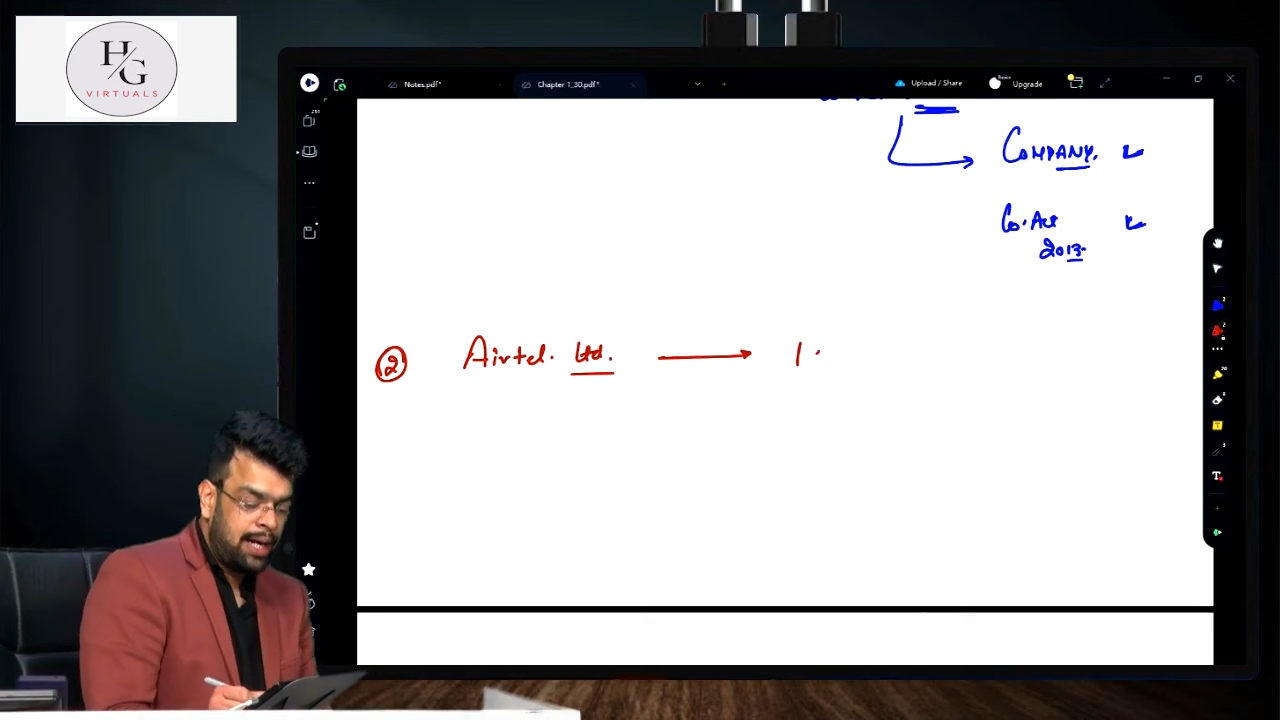 H/G
VIRTUALS
Notes.pdf*
Chapter 1_30.pdf*
Upload / Share
Upgrade
COMPANY.
Co. Act
2013.
② Airtel. Ltd. → 1.